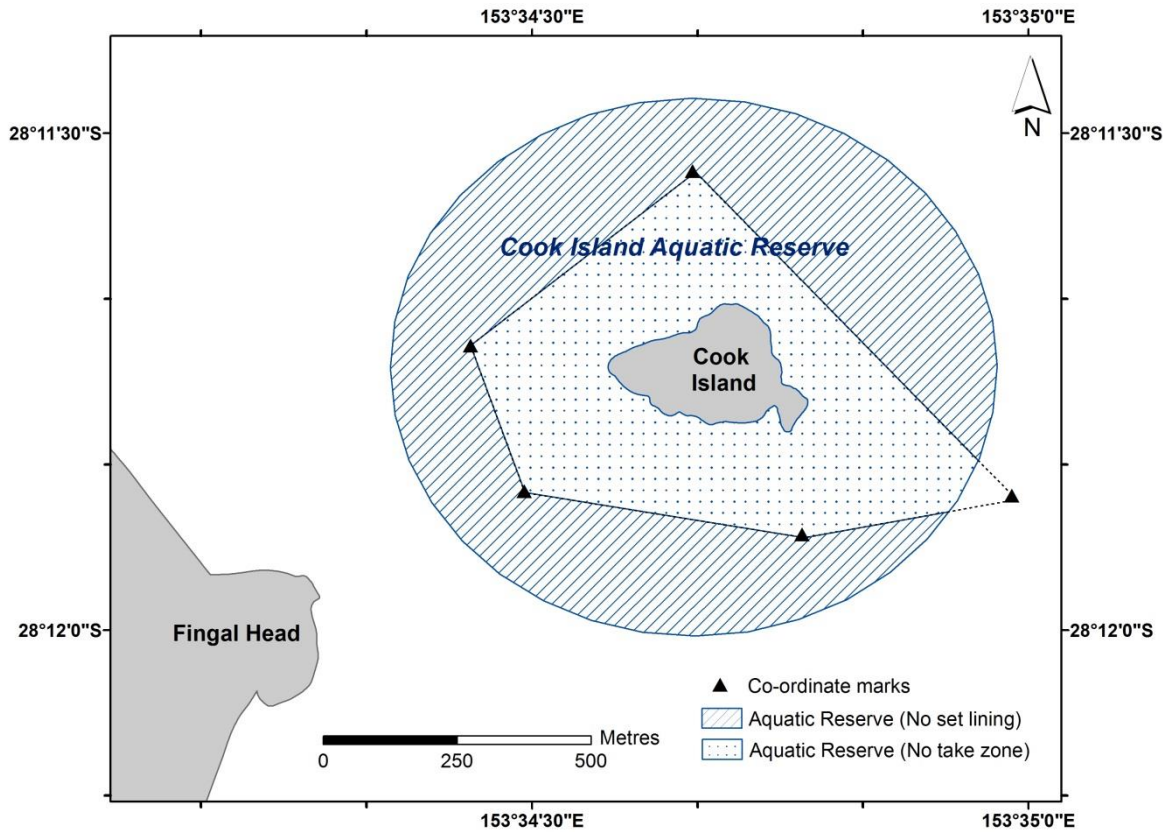 153°34'30"E 153°35'0"E
28°11'30"S 28°11'30"S
N
Cook Island Aquatic Reserve
Cook
Island
28°12'0"S 28°12'0"S
Fingal Head
Co-ordinate marks
Aquatic Reserve (No set lining)
Aquatic Reserve (No take zone)
Metres
0 250 500
153°34'30"E 153°35'0"E